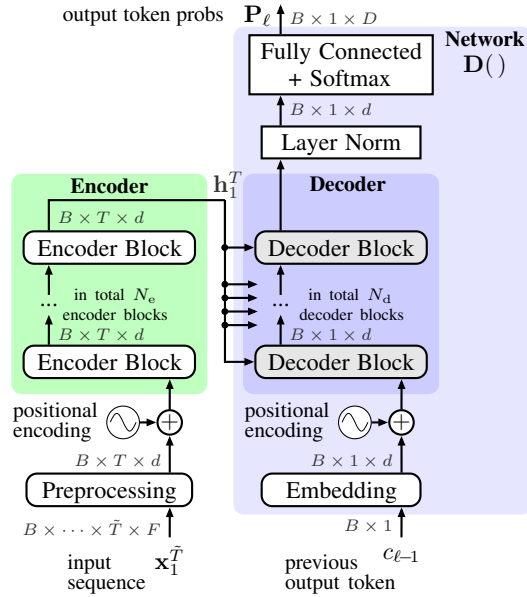 output token probs
P_ℓ
B × 1 × D
Fully Connected
+ Softmax
Network
D( )
B × 1 × d
Layer Norm
Encoder
h_1^T
Decoder
B × T × d
Encoder Block
Decoder Block
... in total N_e
encoder blocks
... in total N_d
decoder blocks
B × T × d
B × 1 × d
Encoder Block
Decoder Block
positional
encoding
positional
encoding
B × T × d
B × 1 × d
Preprocessing
Embedding
B × ··· × T̃ × F
B × 1
input
sequence
x_1^T̃
previous
output token
c_ℓ−1